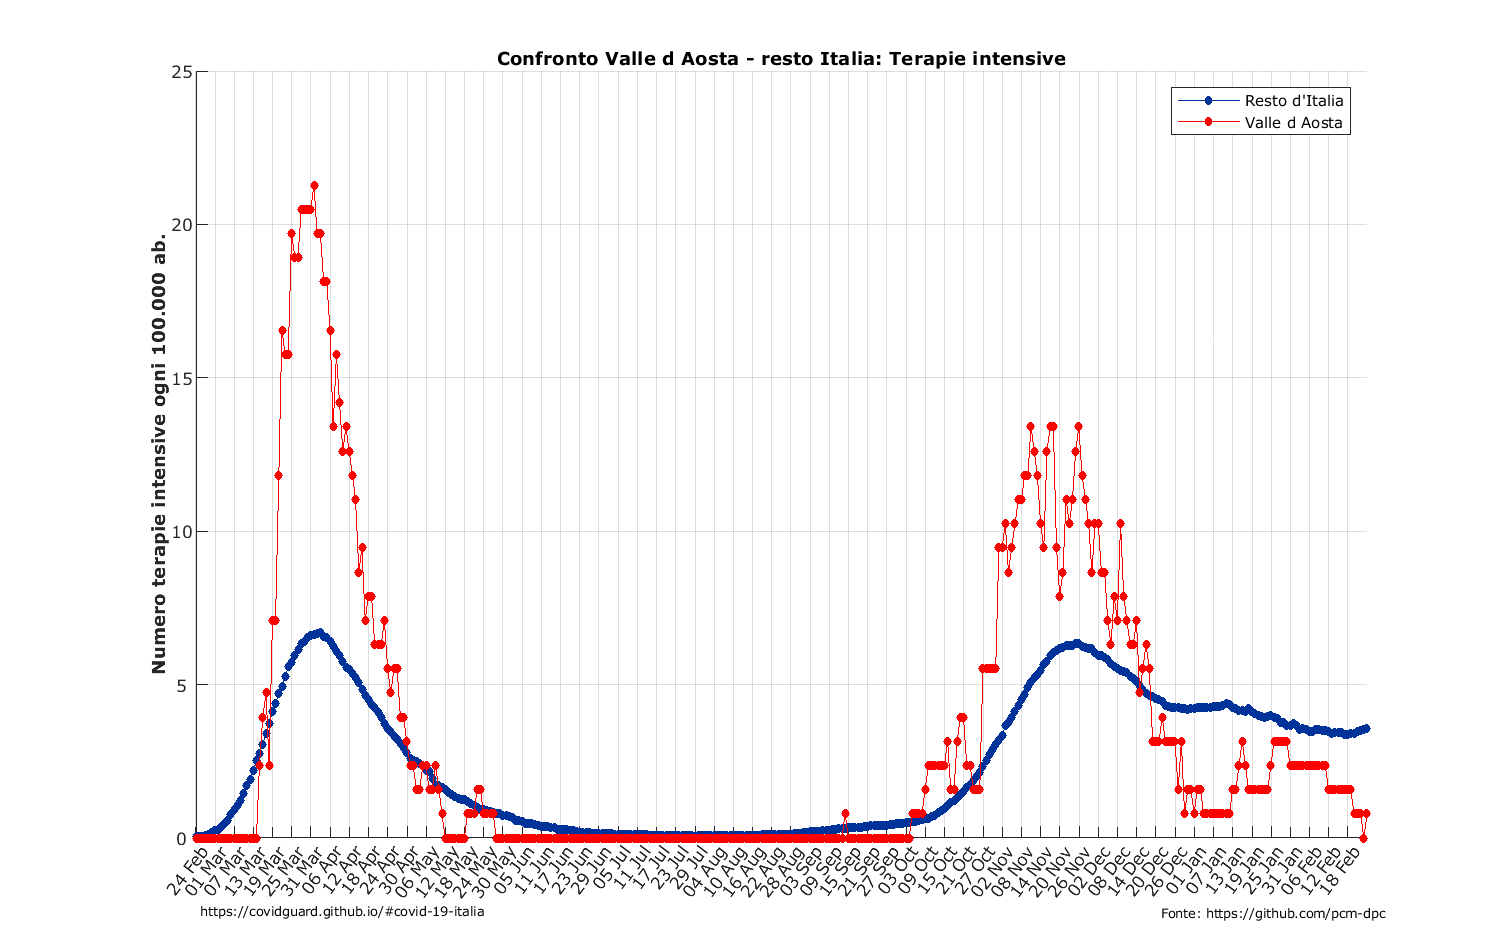 Confronto Valle d Aosta - resto Italia: Terapie intensive
Resto d'Italia
Valle d Aosta
Numero terapie intensive ogni 100.000 ab.
25
20
15
10
5
0
24 Feb
01 Mar
07 Mar
13 Mar
19 Mar
25 Mar
31 Mar
06 Apr
12 Apr
18 Apr
24 Apr
30 Apr
06 May
12 May
18 May
24 May
30 May
05 Jun
11 Jun
17 Jun
23 Jun
29 Jun
05 Jul
11 Jul
17 Jul
23 Jul
29 Jul
04 Aug
10 Aug
16 Aug
22 Aug
28 Aug
03 Sep
09 Sep
15 Sep
21 Sep
27 Sep
03 Oct
09 Oct
15 Oct
21 Oct
27 Oct
02 Nov
08 Nov
14 Nov
20 Nov
26 Nov
02 Dec
08 Dec
14 Dec
20 Dec
26 Dec
01 Jan
07 Jan
13 Jan
19 Jan
25 Jan
31 Jan
06 Feb
12 Feb
18 Feb
https://covidguard.github.io/#covid-19-italia
Fonte: https://github.com/pcm-dpc